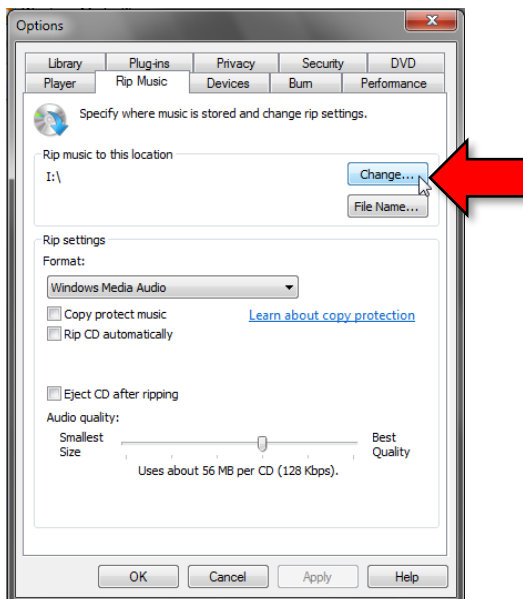 Options
Library Plug-ins Privacy Security DVD
Player Rip Music Devices Burn Performance
Specify where music is stored and change rip settings.
Rip music to this location
I:\
Change...
File Name...
Rip settings
Format:
Windows Media Audio
Copy protect music Learn about copy protection
Rip CD automatically
Eject CD after ripping
Audio quality:
Smallest Best
Size Quality
Uses about 56 MB per CD (128 Kbps).
OK Cancel Apply Help